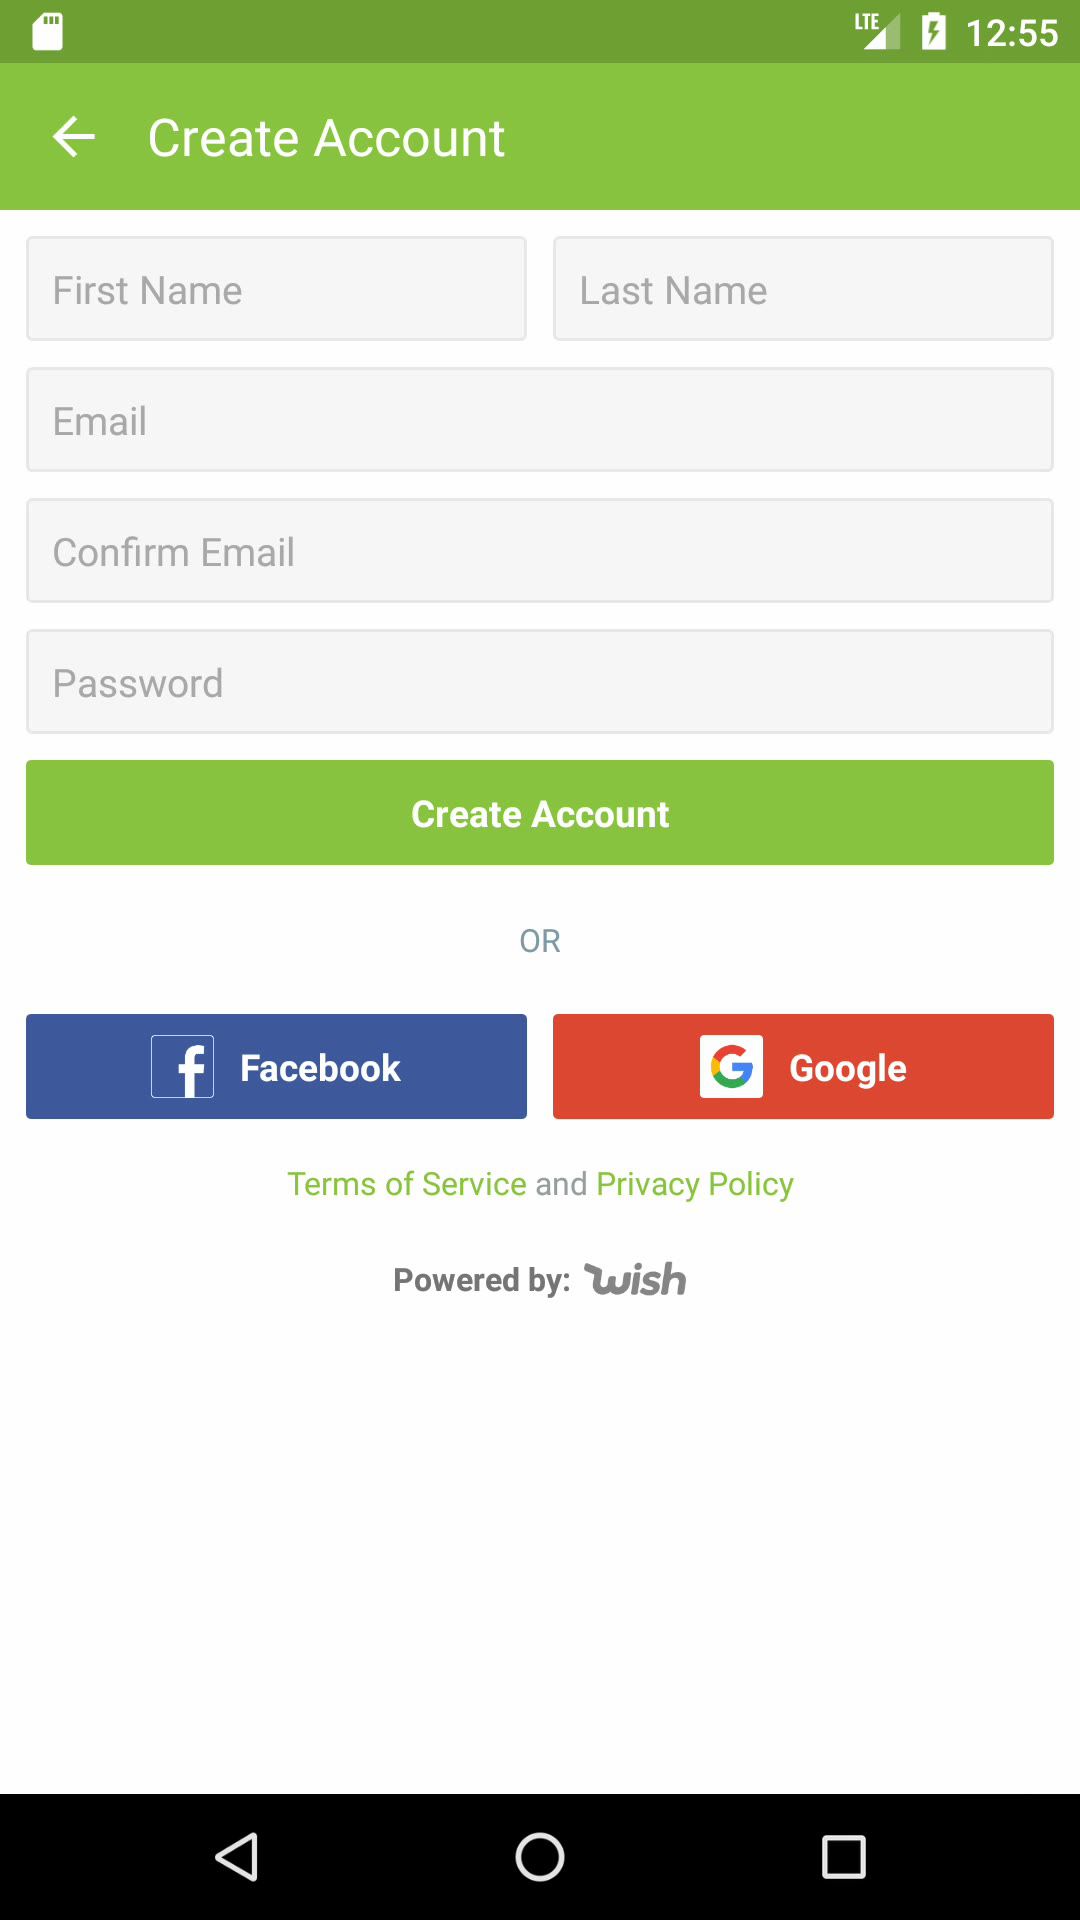 LTE 12:55
Create Account
First Name Last Name
Email
Confirm Email
Password
Create Account
OR
Facebook Google
Terms of Service and Privacy Policy
Powered by: wish